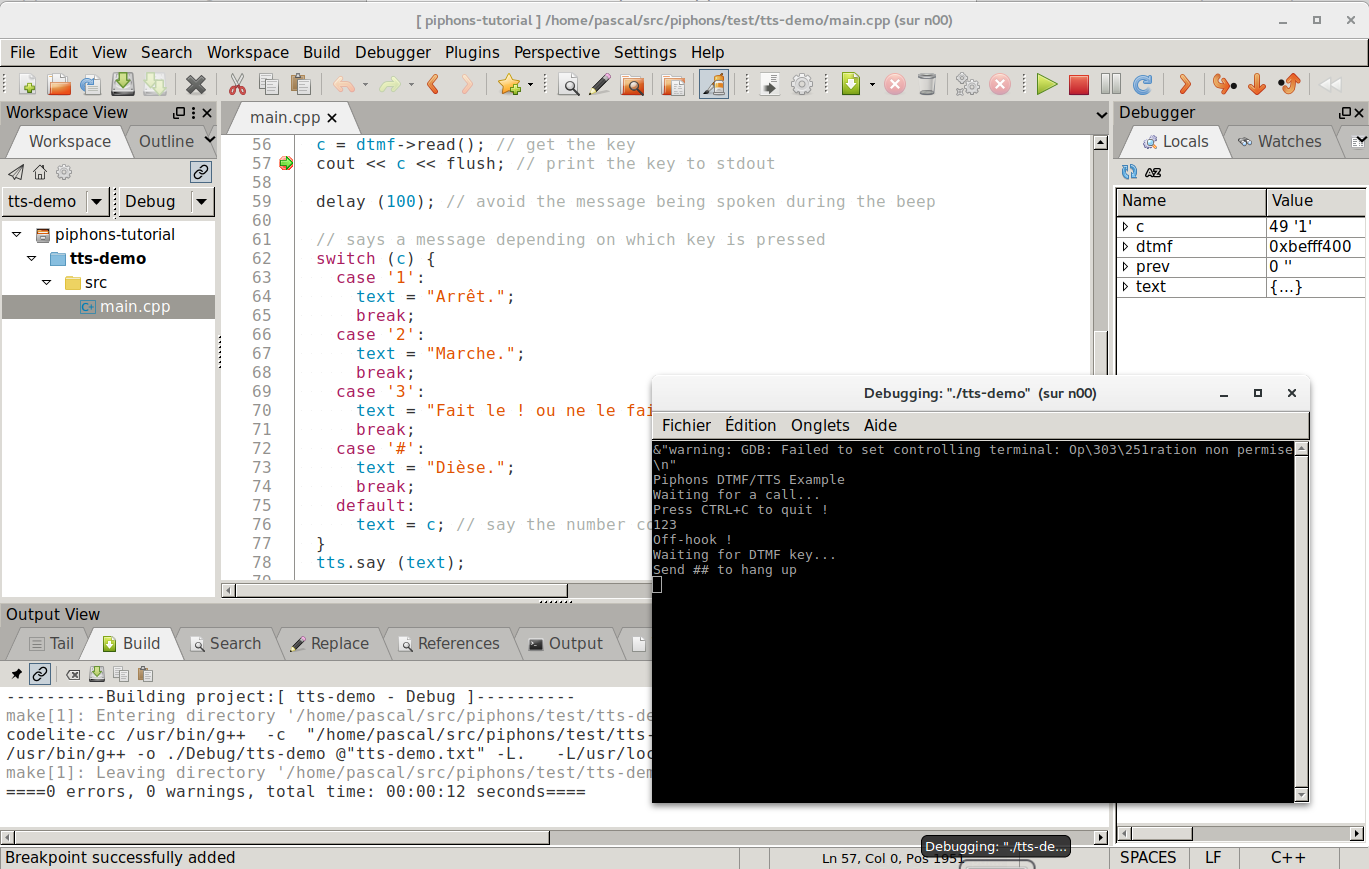 [ piphons-tutorial ] /home/pascal/src/piphons/test/tts-demo/main.cpp (sur n00)
File Edit View Search Workspace Build Debugger Plugins Perspective Settings Help
Workspace View
Workspace Outline
tts-demo Debug
piphons-tutorial
tts-demo
src
main.cpp
main.cpp
56 c = dtmf->read(); // get the key
57 cout << c << flush; // print the key to stdout
58
59 delay (100); // avoid the message being spoken during the beep
60
61 // says a message depending on which key is pressed
62 switch (c) {
63 case '1':
64 text = "Arrêt.";
65 break;
66 case '2':
67 text = "Marche.";
68 break;
69 case '3':
70 text = "Fait le ! ou ne le fai
71 break;
72 case '#':
73 text = "Dièse.";
74 break;
75 default:
76 text = c; // say the number co
77 }
78 tts.say (text);
79
Debugger
Locals Watches
Name Value
c 49 '1'
dtmf 0xbefff400
prev 0 ''
text {...}
Debugging: "./tts-demo" (sur n00)
Fichier Édition Onglets Aide
&"warning: GDB: Failed to set controlling terminal: Op\303\251ration non permise
\n"
Piphons DTMF/TTS Example
Waiting for a call...
Press CTRL+C to quit !
123
Off-hook !
Waiting for DTMF key...
Send ## to hang up
Output View
Tail Build Search Replace References Output
----------Building project:[ tts-demo - Debug ]----------
make[1]: Entering directory '/home/pascal/src/piphons/test/tts-de
codelite-cc /usr/bin/g++ -c "/home/pascal/src/piphons/test/tts-
/usr/bin/g++ -o ./Debug/tts-demo @"tts-demo.txt" -L. -L/usr/loc
make[1]: Leaving directory '/home/pascal/src/piphons/test/tts-dem
====0 errors, 0 warnings, total time: 00:00:12 seconds====
Debugging: "./tts-de...
Breakpoint successfully added
Ln 57, Col 0, Pos 1951
SPACES LF C++